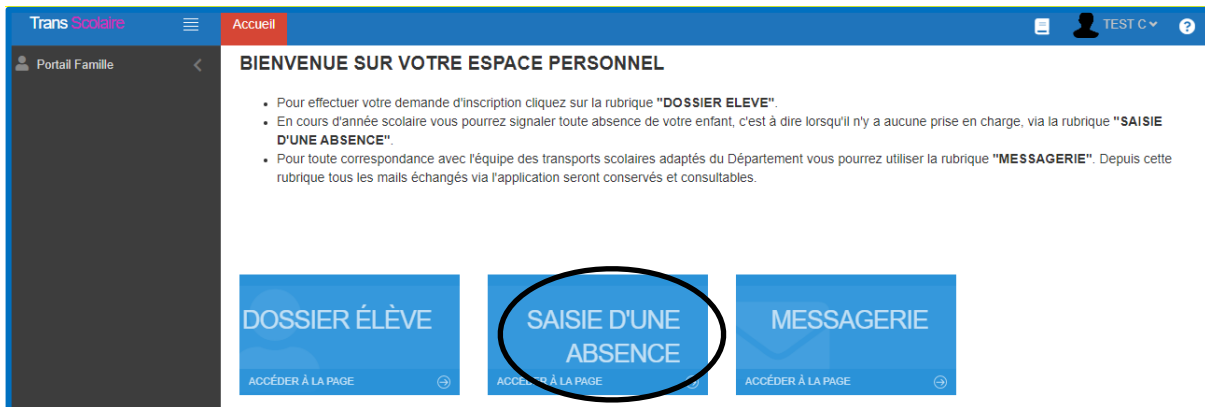 Trans Scolaire
Accueil
TEST C
?
Portail Famille
BIENVENUE SUR VOTRE ESPACE PERSONNEL
• Pour effectuer votre demande d'inscription cliquez sur la rubrique "DOSSIER ELEVE".
• En cours d'année scolaire vous pourrez signaler toute absence de votre enfant, c'est à dire lorsqu'il n'y a aucune prise en charge, via la rubrique "SAISIE
D'UNE ABSENCE".
• Pour toute correspondance avec l'équipe des transports scolaires adaptés du Département vous pourrez utiliser la rubrique "MESSAGERIE". Depuis cette
rubrique tous les mails échangés via l'application seront conservés et consultables.
DOSSIER ÉLÈVE
ACCÉDER À LA PAGE
SAISIE D'UNE
ABSENCE
ACCÉDER À LA PAGE
MESSAGERIE
ACCÉDER À LA PAGE